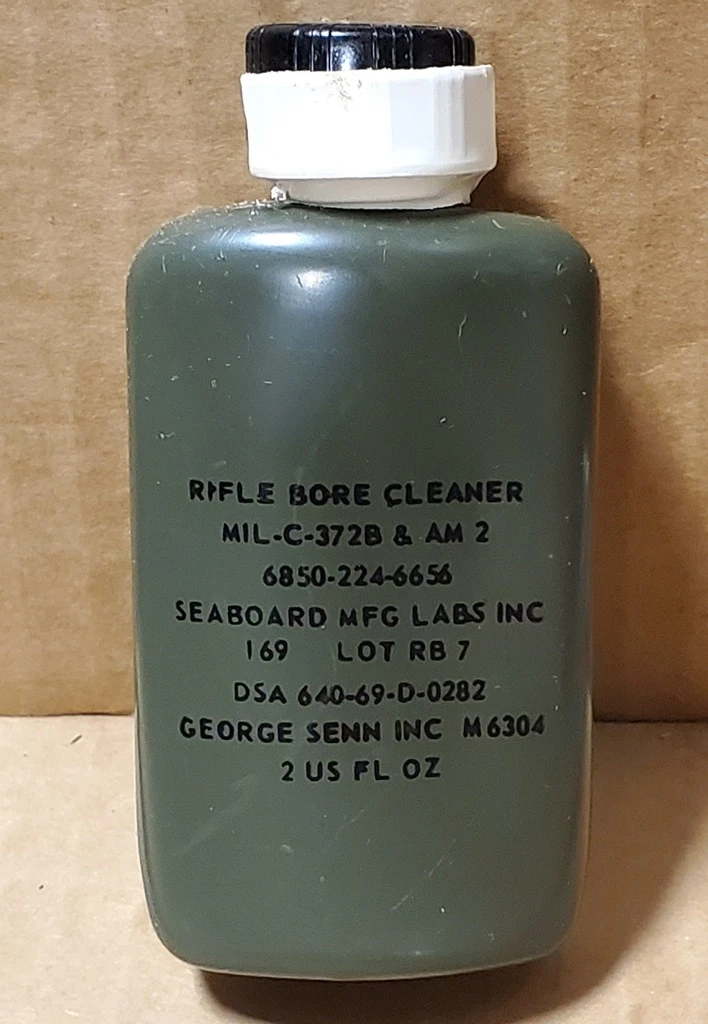 RIFLE BORE CLEANER
MIL-C-372B & AM 2
6850-224-6656
SEABOARD MFG LABS INC
169 LOT RB 7
DSA 640-69-D-0282
GEORGE SENN INC M6304
2 US FL OZ